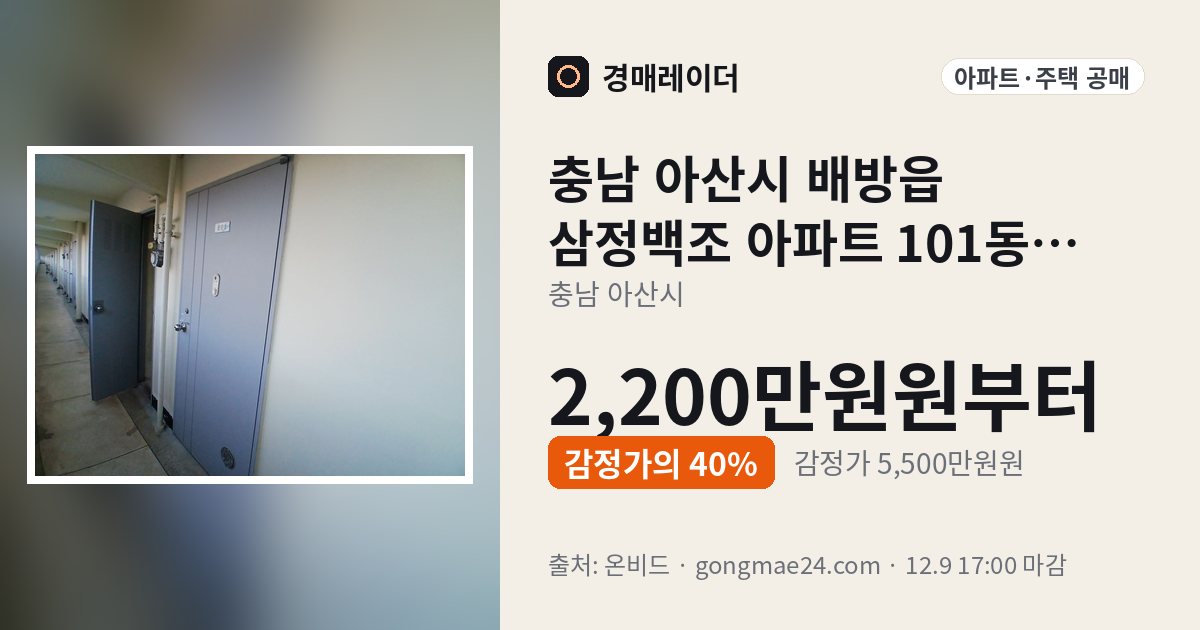 경매레이더
아파트·주택 공매
충남 아산시 배방읍
삼정백조 아파트 101동…
충남 아산시
2,200만원원부터
감정가의 40%
감정가 5,500만원원
출처: 온비드 · gongmae24.com · 12.9 17:00 마감